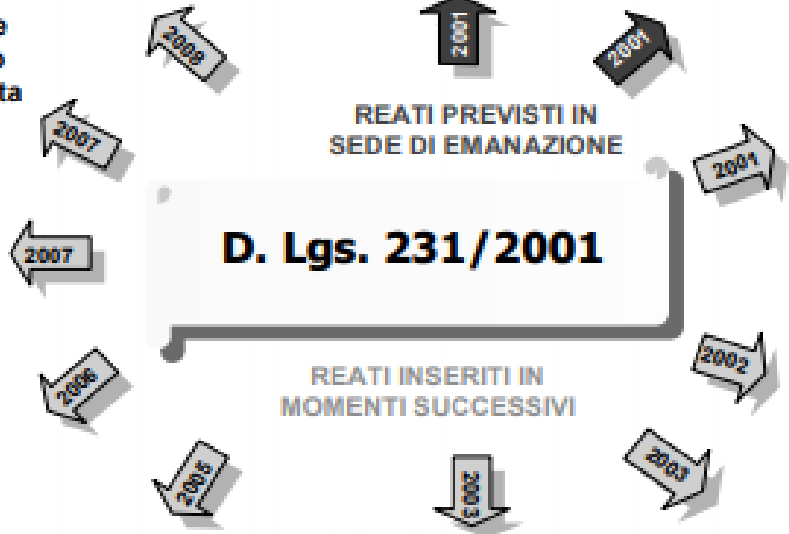 e
o
ta
2008
2001
2001
2007
REATI PREVISTI IN
SEDE DI EMANAZIONE
2001
2007
D. Lgs. 231/2001
2002
2006
REATI INSERITI IN
MOMENTI SUCCESSIVI
2005
2003
2003